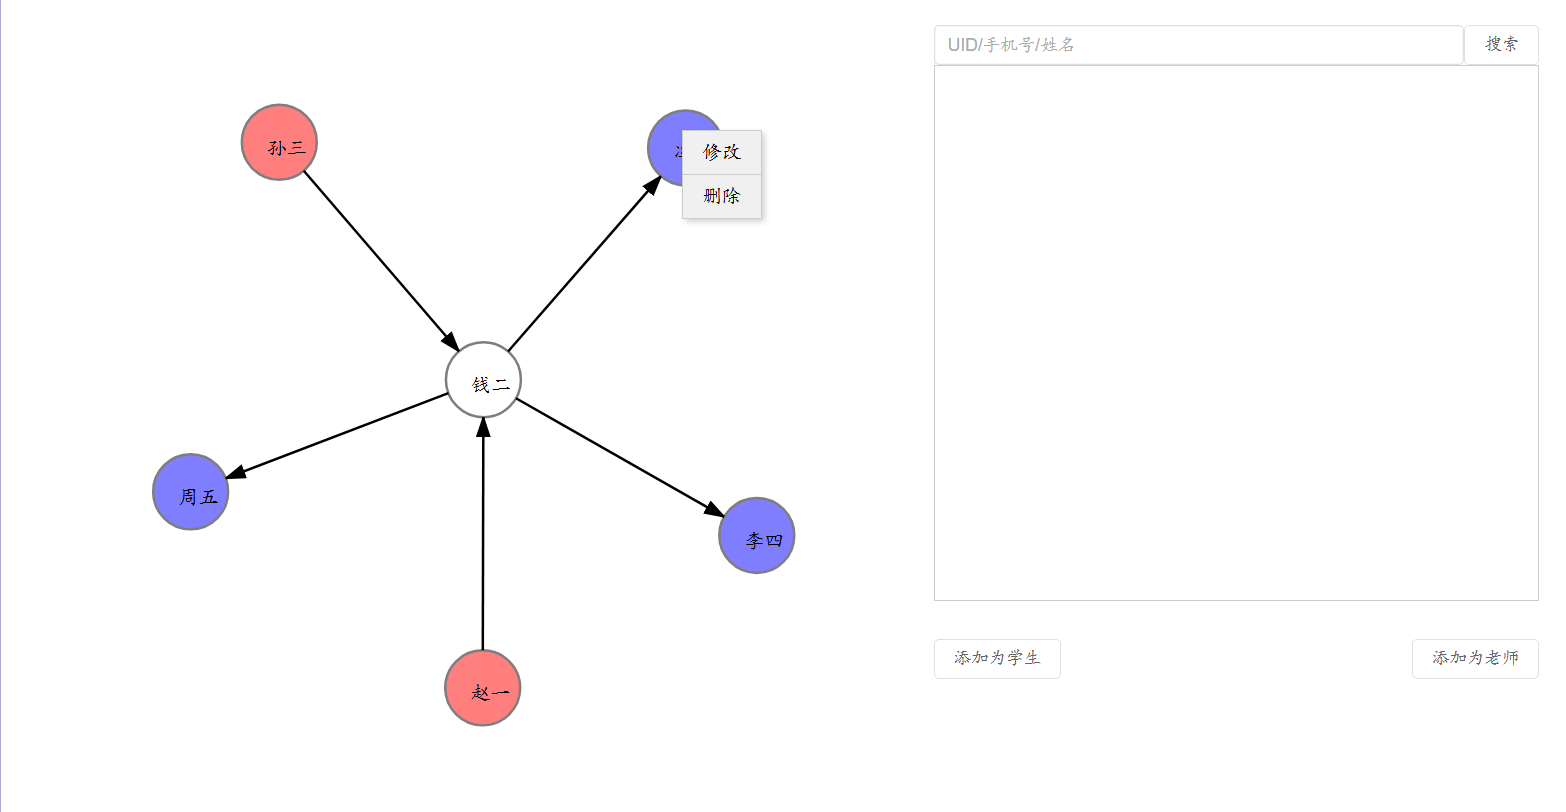 UID/手机号/姓名
搜索
孙三
修改
删除
钱二
周五
李四
赵一
添加为学生
添加为老师